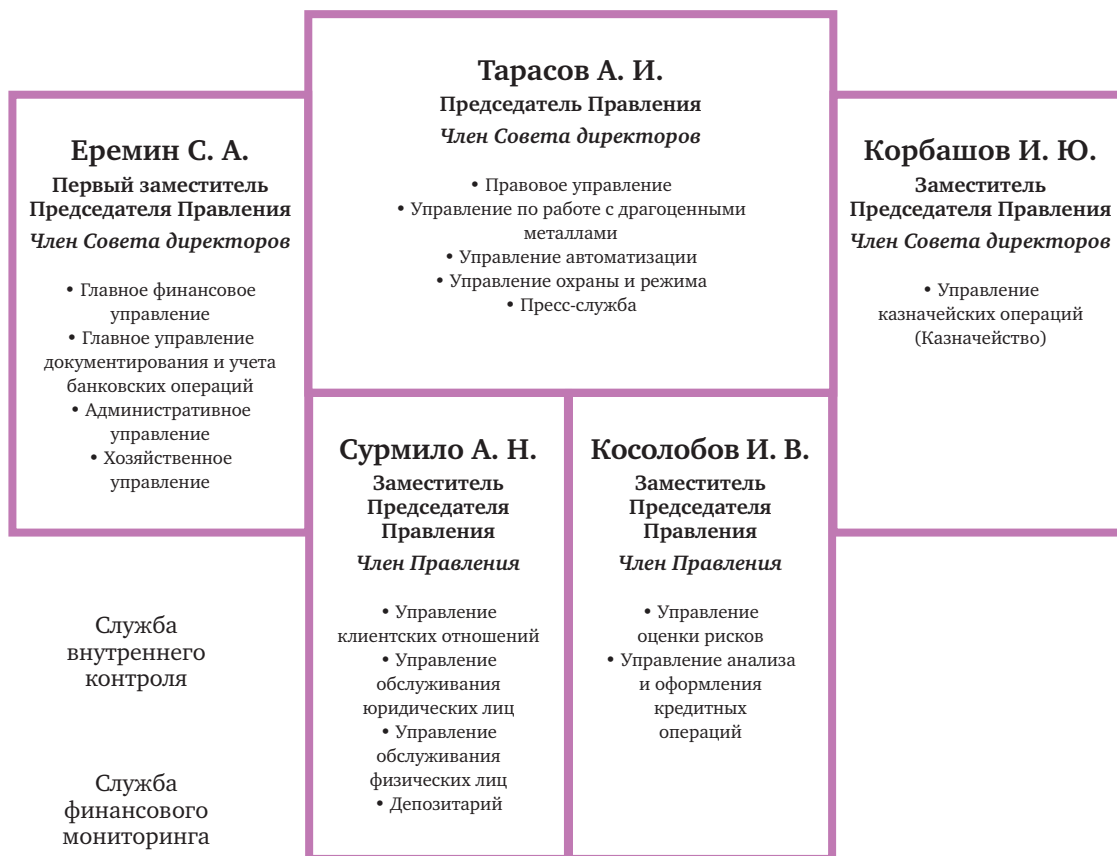 Тарасов А. И.
Председатель Правления
Член Совета директоров
• Правовое управление
• Управление по работе с драгоценными
металлами
• Управление автоматизации
• Управление охраны и режима
• Пресс-служба
Еремин С. А.
Первый заместитель
Председателя Правления
Член Совета директоров
• Главное финансовое
управление
• Главное управление
документирования и учета
банковских операций
• Административное
управление
• Хозяйственное
управление
Корбашов И. Ю.
Заместитель
Председателя Правления
Член Совета директоров
• Управление
казначейских операций
(Казначейство)
Сурмило А. Н.
Заместитель
Председателя
Правления
Член Правления
• Управление
клиентских отношений
• Управление
обслуживания
юридических лиц
• Управление
обслуживания
физических лиц
• Депозитарий
Косолобов И. В.
Заместитель
Председателя
Правления
Член Правления
• Управление
оценки рисков
• Управление анализа
и оформления
кредитных
операций
Служба
внутреннего
контроля
Служба
финансового
мониторинга